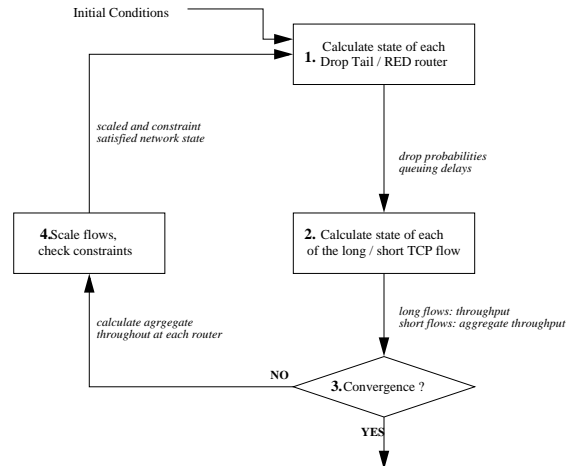 Initial Conditions
1. Calculate state of each
Drop Tail / RED router
scaled and constraint
satisfied network state
drop probabilities
queuing delays
4. Scale flows,
check constraints
2. Calculate state of each
of the long / short TCP flow
calculate agrgegate
throughout at each router
long flows: throughput
short flows: aggregate throughput
NO
3. Convergence ?
YES